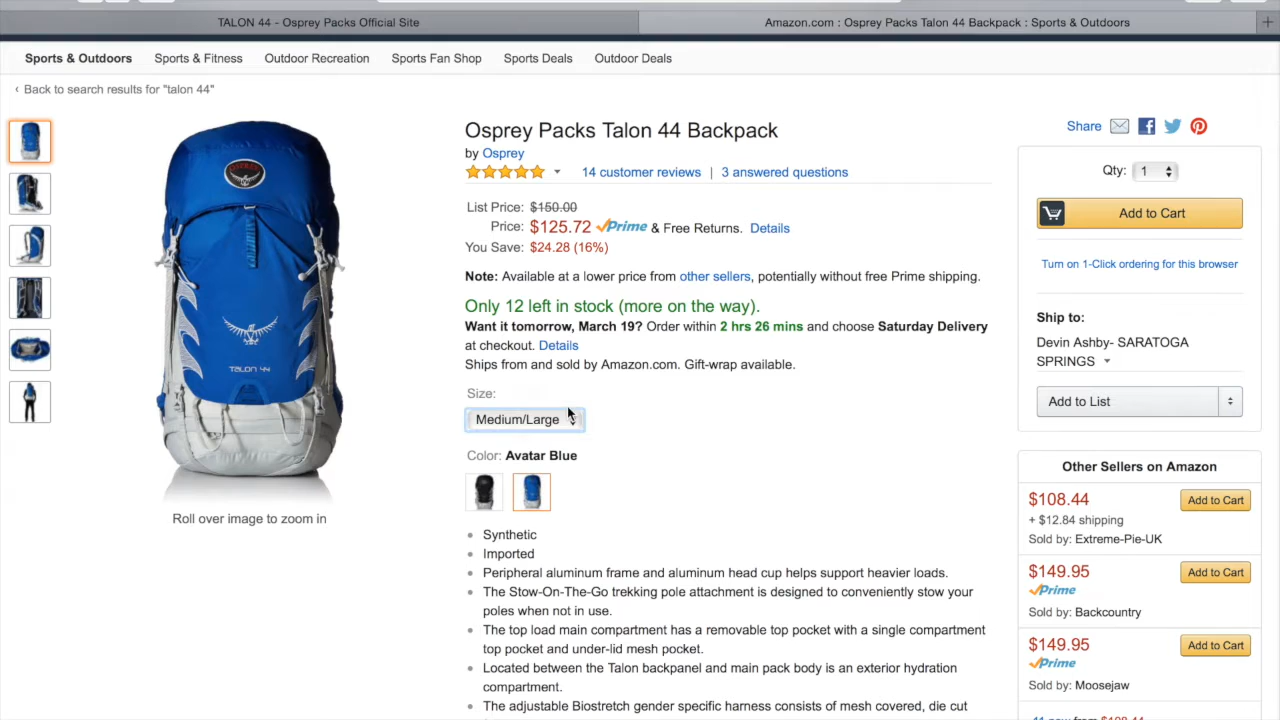 TALON 44 - Osprey Packs Official Site
Amazon.com : Osprey Packs Talon 44 Backpack : Sports & Outdoors
Sports & Outdoors
Sports & Fitness
Outdoor Recreation
Sports Fan Shop
Sports Deals
Outdoor Deals
‹ Back to search results for "talon 44"
TALON 44
Roll over image to zoom in
Osprey Packs Talon 44 Backpack
by Osprey
14 customer reviews | 3 answered questions
List Price: $150.00
Price: $125.72 Prime & Free Returns. Details
You Save: $24.28 (16%)
Note: Available at a lower price from other sellers, potentially without free Prime shipping.
Only 12 left in stock (more on the way).
Want it tomorrow, March 19? Order within 2 hrs 26 mins and choose Saturday Delivery
at checkout. Details
Ships from and sold by Amazon.com. Gift-wrap available.
Size:
Medium/Large
Color: Avatar Blue
Synthetic
Imported
Peripheral aluminum frame and aluminum head cup helps support heavier loads.
The Stow-On-The-Go trekking pole attachment is designed to conveniently stow your
poles when not in use.
The top load main compartment has a removable top pocket with a single compartment
top pocket and under-lid mesh pocket.
Located between the Talon backpanel and main pack body is an exterior hydration
compartment.
The adjustable Biostretch gender specific harness consists of mesh covered, die cut
Share
Qty: 1
Add to Cart
Turn on 1-Click ordering for this browser
Ship to:
Devin Ashby- SARATOGA
SPRINGS
Add to List
Other Sellers on Amazon
$108.44
Add to Cart
+ $12.84 shipping
Sold by: Extreme-Pie-UK
$149.95
Add to Cart
Prime
Sold by: Backcountry
$149.95
Add to Cart
Prime
Sold by: Moosejaw